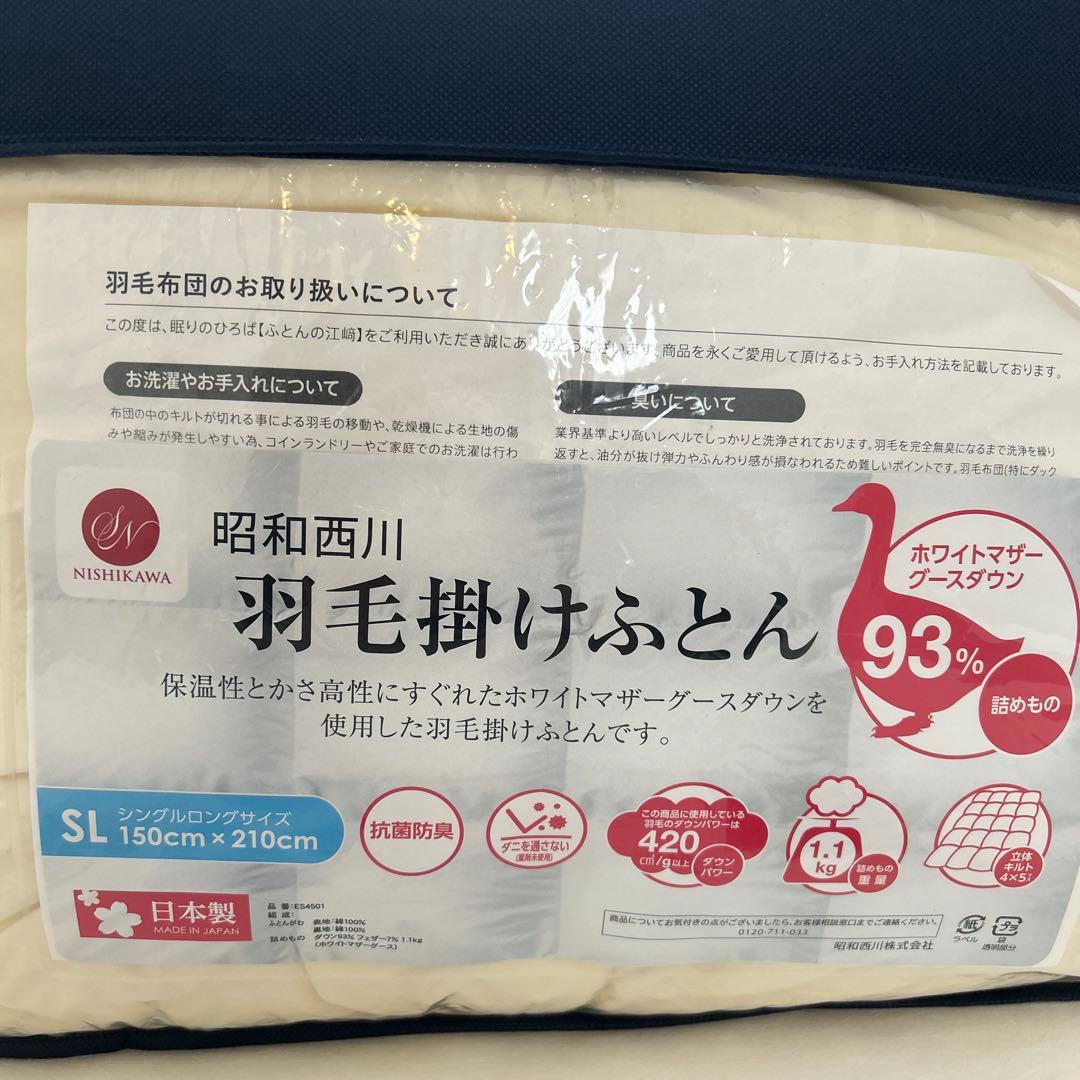 羽毛布団のお取り扱いについて
この度は、眠りのひろば【ふとんの江﨑】をご利用いただき誠にありがとうございます。商品を永くご愛用して頂けるよう、お手入れ方法を記載しております。
お洗濯やお手入れについて
布団の中のキルトが切れる事による羽毛の移動や、乾燥機による生地の傷
みや縮みが発生しやすい為、コインランドリーやご家庭でのお洗濯は行わ
臭いについて
業界基準より高いレベルでしっかりと洗浄されております。羽毛を完全無臭になるまで洗浄を繰り
返すと、油分が抜け弾力やふんわり感が損なわれるため難しいポイントです。羽毛布団(特にダック
SN
NISHIKAWA
昭和西川
羽毛掛けふとん
保温性とかさ高性にすぐれたホワイトマザーグースダウンを
使用した羽毛掛けふとんです。
ホワイトマザー
グースダウン
93%
詰めもの
SL シングルロングサイズ
150cm×210cm
抗菌防臭
ダニを通さない
(薬剤未使用)
この商品に使用している
羽毛のダウンパワーは
420
cm³/g以上
ダウン
パワー
1.1
kg
詰めもの
重量
立体
キルト
4×5マス
日本製
MADE IN JAPAN
品 番:ES4501
組 成:
ふとんがわ 表地:綿100%
裏地:綿100%
詰めもの ダウン93% フェザー7% 1.1kg
(ホワイトマザーグース)
商品についてお気付きの点がございましたら、お客様相談窓口までご連絡ください。
0120-711-033
昭和西川株式会社
紙
ラベル
プラ
袋
透明部分